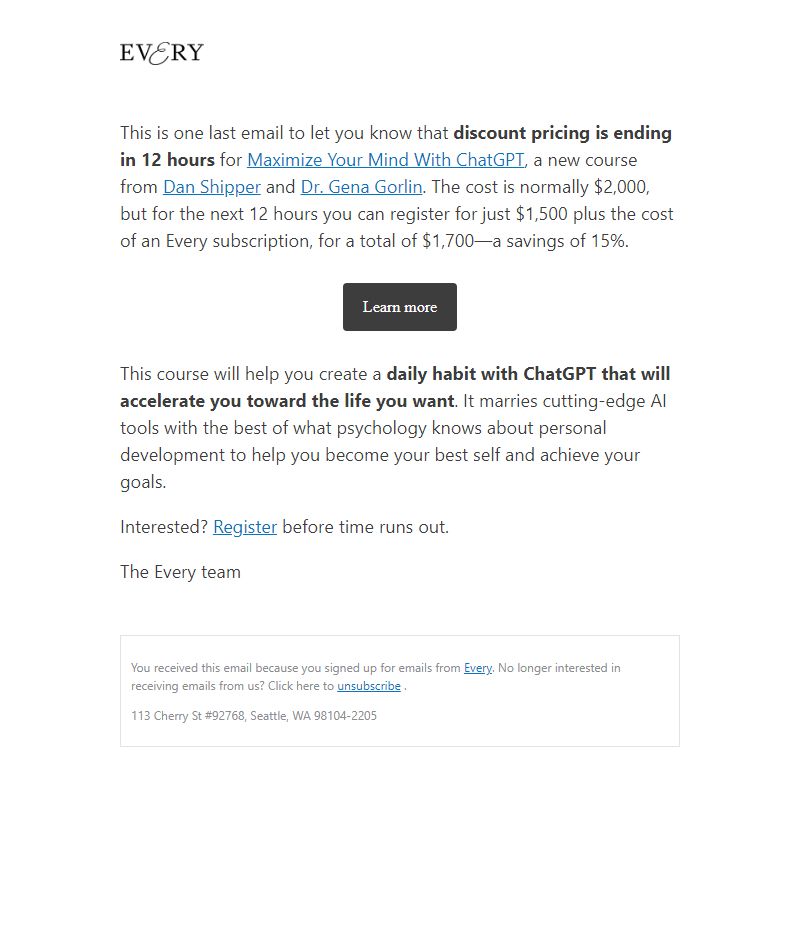 EVERY
This is one last email to let you know that discount pricing is ending
in 12 hours for Maximize Your Mind With ChatGPT, a new course
from Dan Shipper and Dr. Gena Gorlin. The cost is normally $2,000,
but for the next 12 hours you can register for just $1,500 plus the cost
of an Every subscription, for a total of $1,700—a savings of 15%.
Learn more
This course will help you create a daily habit with ChatGPT that will
accelerate you toward the life you want. It marries cutting-edge AI
tools with the best of what psychology knows about personal
development to help you become your best self and achieve your
goals.
Interested? Register before time runs out.
The Every team
You received this email because you signed up for emails from Every. No longer interested in
receiving emails from us? Click here to unsubscribe .
113 Cherry St #92768, Seattle, WA 98104-2205